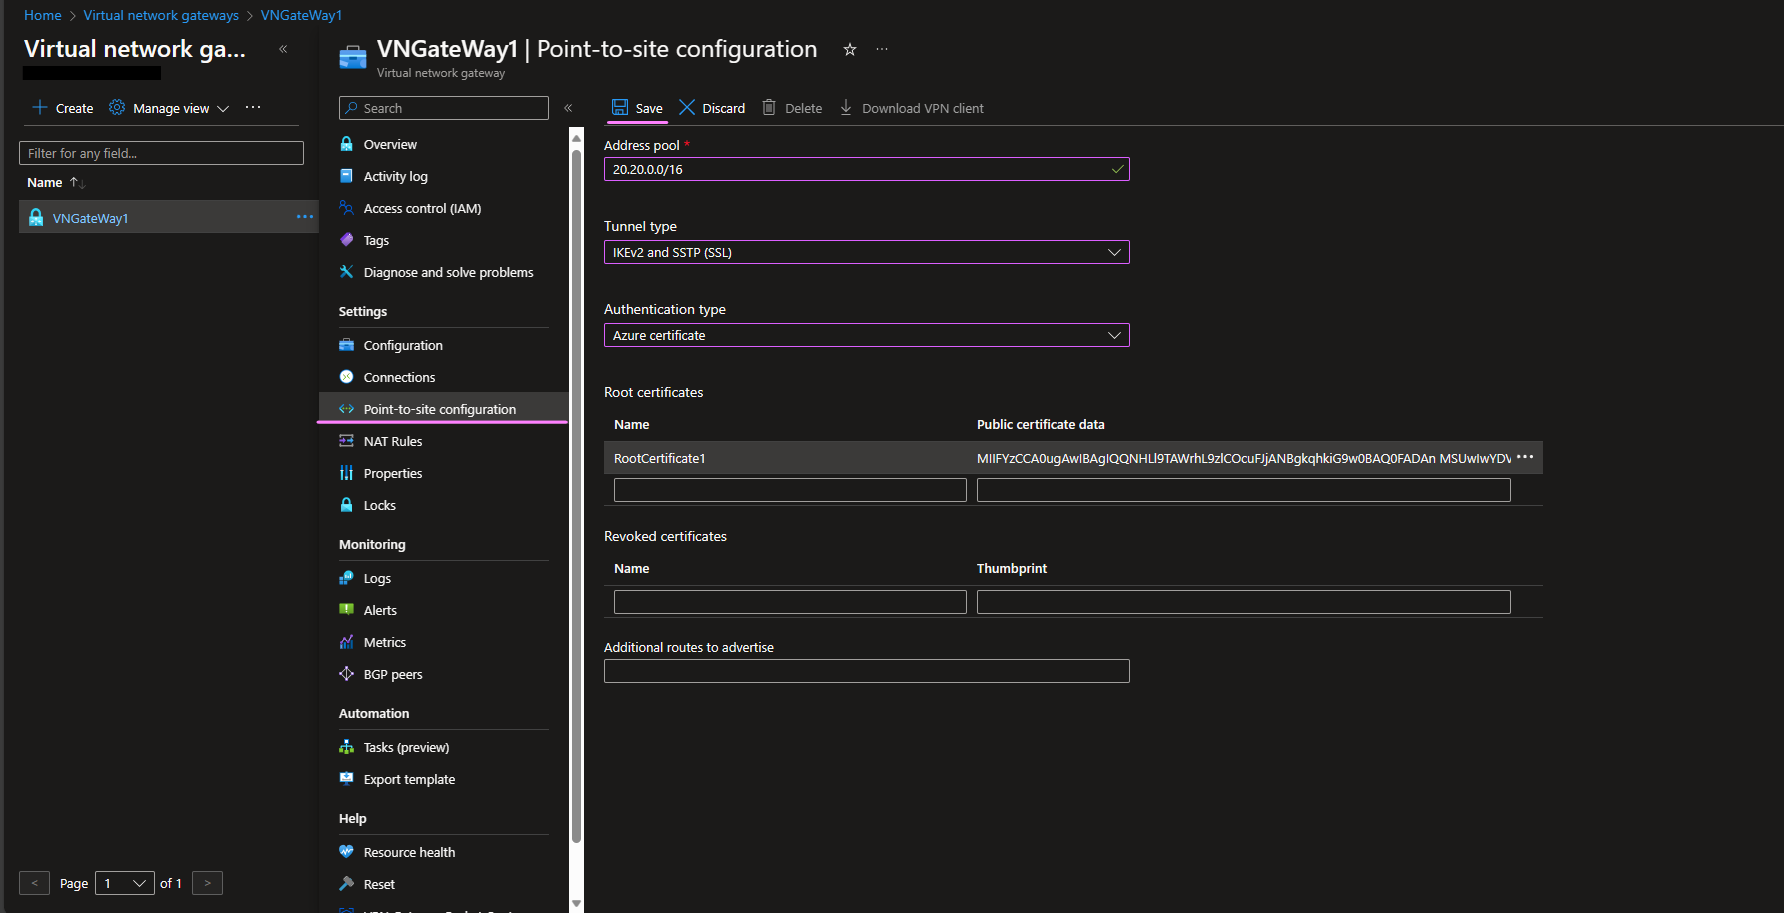 Home > Virtual network gateways > VNGateWay1
Virtual network ga...
Create Manage view
Filter for any field...
Name
VNGateWay1
Page 1 of 1
VNGateWay1 | Point-to-site configuration
Virtual network gateway
Search
Overview
Activity log
Access control (IAM)
Tags
Diagnose and solve problems
Settings
Configuration
Connections
Point-to-site configuration
NAT Rules
Properties
Locks
Monitoring
Logs
Alerts
Metrics
BGP peers
Automation
Tasks (preview)
Export template
Help
Resource health
Reset
Save Discard Delete Download VPN client
Address pool *
20.20.0.0/16
Tunnel type
IKEv2 and SSTP (SSL)
Authentication type
Azure certificate
Root certificates
Name Public certificate data
RootCertificate1 MIIFYzCCA0ugAwIBAgIQQNHLl9TAWrhL9zlCOcuFJjANBgkqhkiG9w0BAQ0FADAn MSUwIwYDV
Revoked certificates
Name Thumbprint
Additional routes to advertise